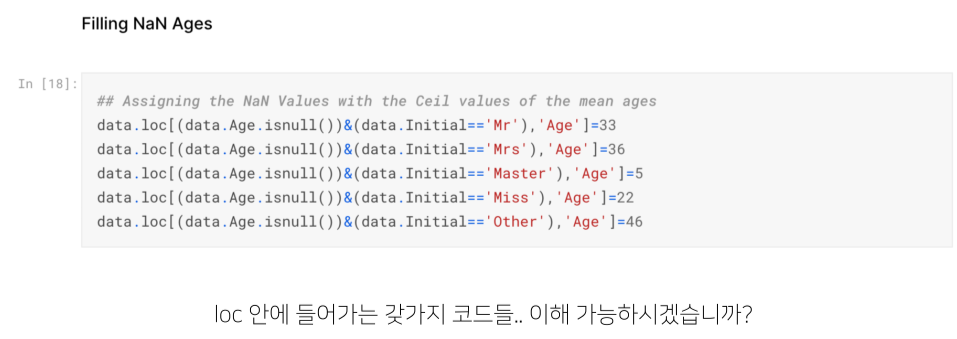 Filling NaN Ages
In [18]:
## Assigning the NaN Values with the Ceil values of the mean ages
data.loc[(data.Age.isnull())&(data.Initial=='Mr'),'Age']=33
data.loc[(data.Age.isnull())&(data.Initial=='Mrs'),'Age']=36
data.loc[(data.Age.isnull())&(data.Initial=='Master'),'Age']=5
data.loc[(data.Age.isnull())&(data.Initial=='Miss'),'Age']=22
data.loc[(data.Age.isnull())&(data.Initial=='Other'),'Age']=46
loc 안에 들어가는 갖가지 코드들.. 이해 가능하시겠습니까?